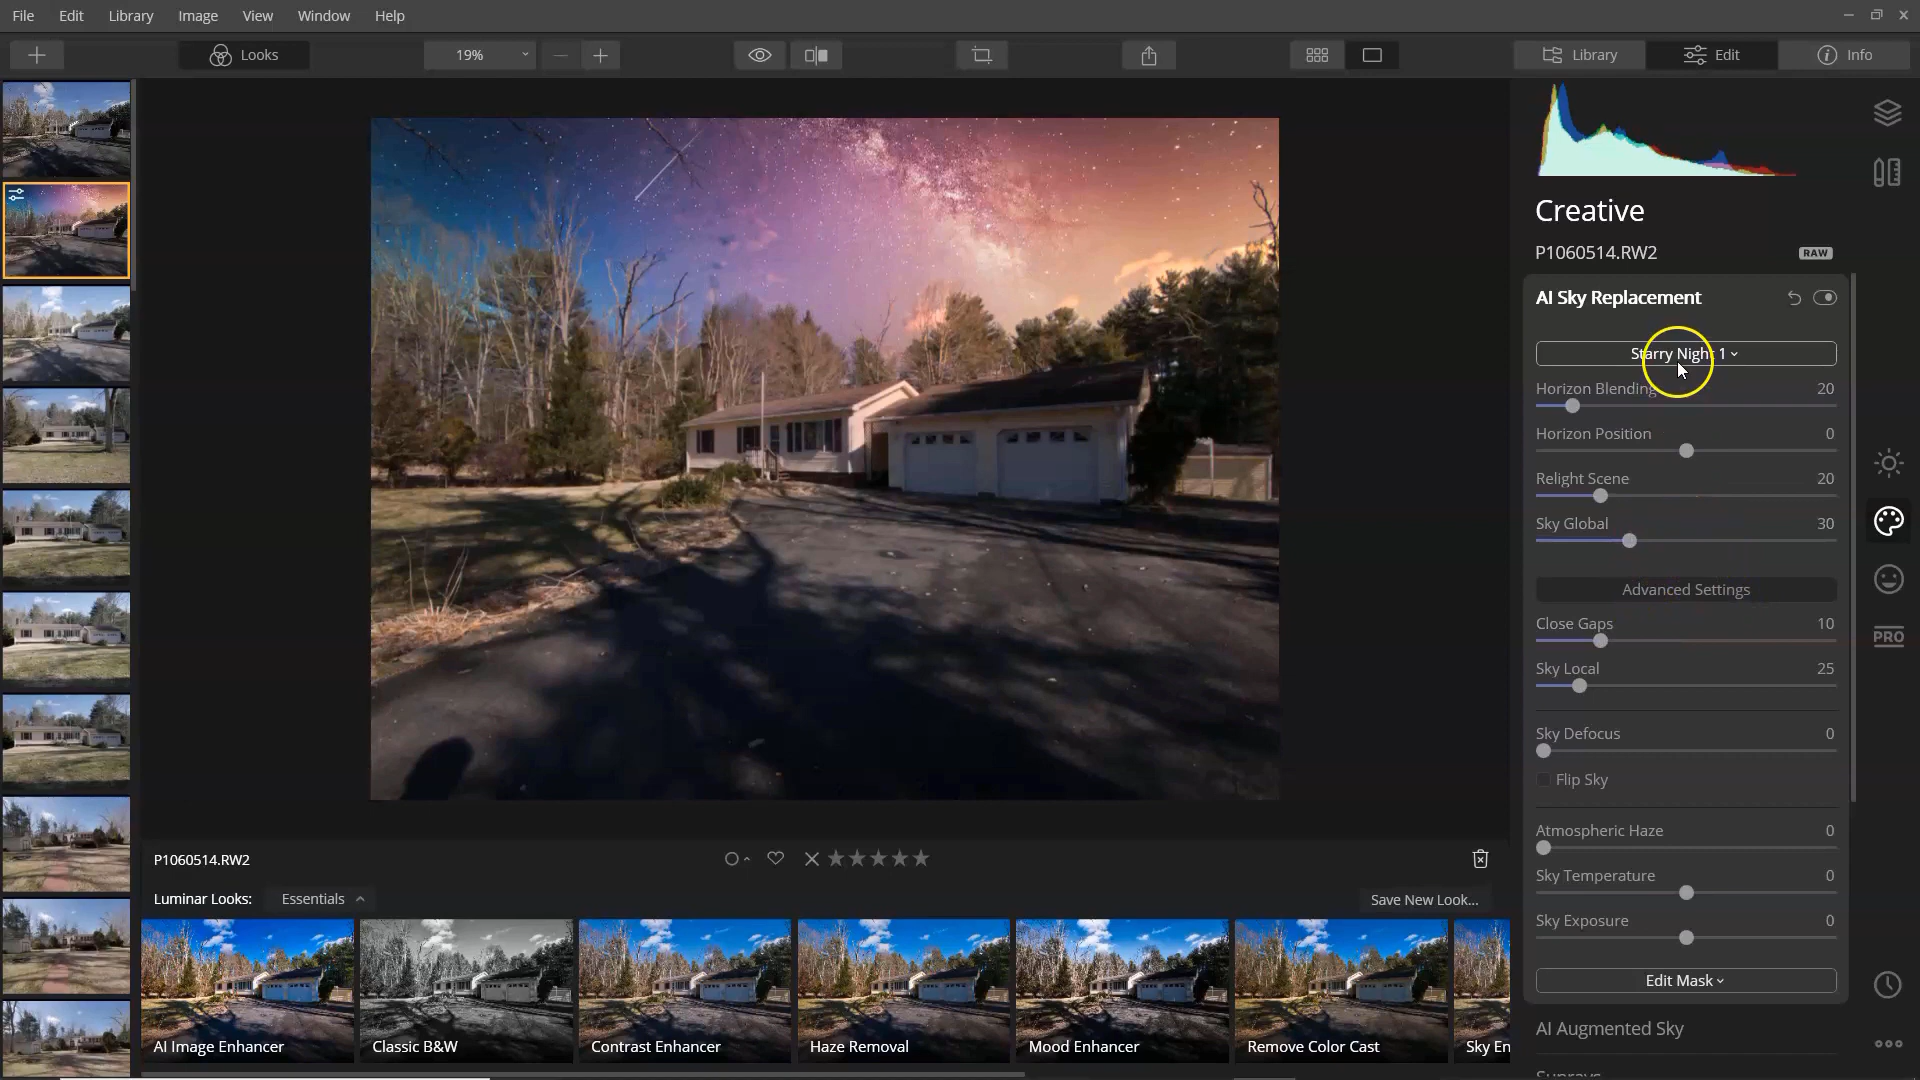 File Edit Library Image View Window Help
Looks 19% Library Edit Info
Creative
P1060514.RW2 RAW
AI Sky Replacement
Starry Night 1
Horizon Blending 20
Horizon Position 0
Relight Scene 20
Sky Global 30
Advanced Settings
Close Gaps 10
Sky Local 25
Sky Defocus 0
Flip Sky
Atmospheric Haze 0
Sky Temperature 0
Sky Exposure 0
Edit Mask
AI Augmented Sky
Sunrays
PRO
P1060514.RW2
Luminar Looks: Essentials Save New Look...
AI Image Enhancer Classic B&W Contrast Enhancer Haze Removal Mood Enhancer Remove Color Cast Sky En